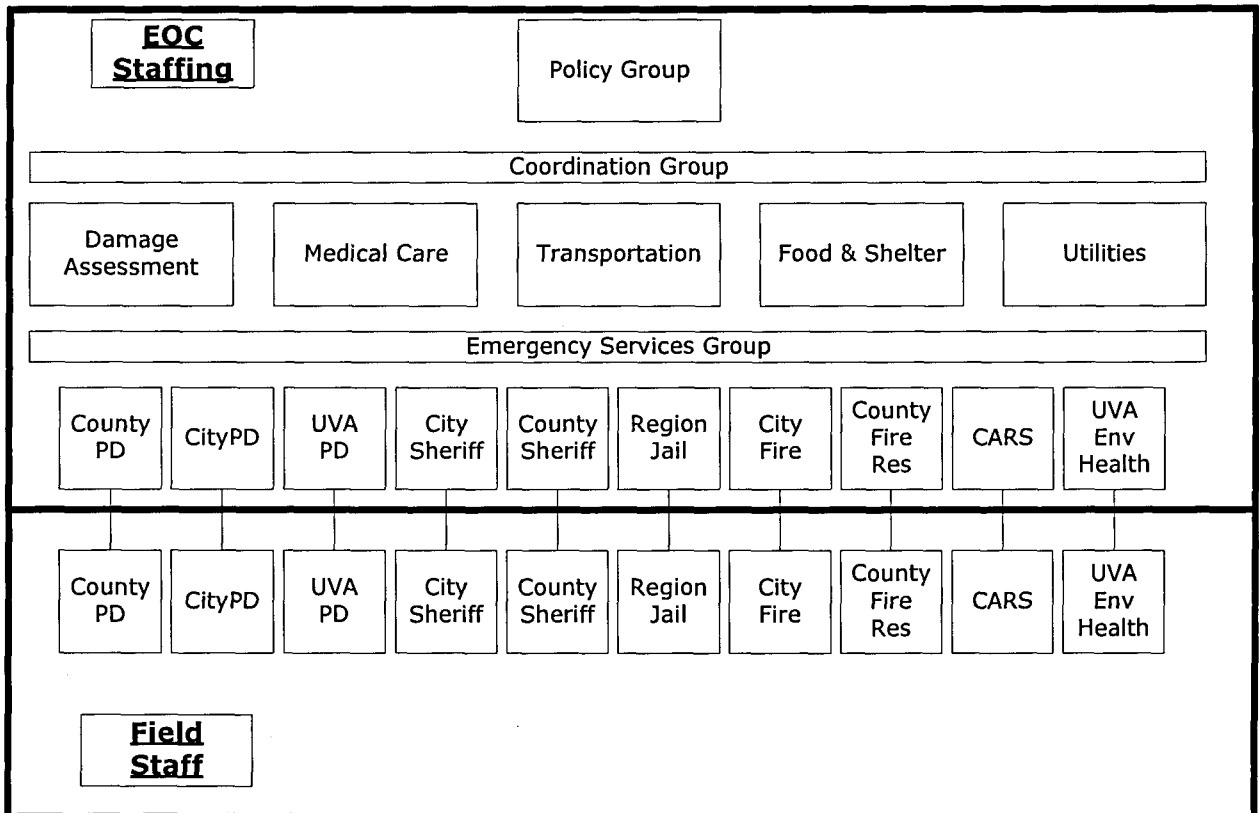 EOC
Staffing
Policy Group
Coordination Group
Damage
Assessment
Medical Care
Transportation
Food & Shelter
Utilities
Emergency Services Group
County
PD
CityPD
UVA
PD
City
Sheriff
County
Sheriff
Region
Jail
City
Fire
County
Fire
Res
CARS
UVA
Env
Health
County
PD
CityPD
UVA
PD
City
Sheriff
County
Sheriff
Region
Jail
City
Fire
County
Fire
Res
CARS
UVA
Env
Health
Field
Staff